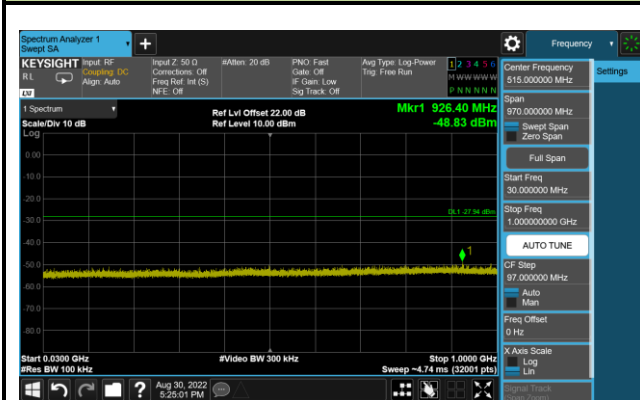 Spectrum Analyzer 1
Swept SA
Frequency
KEYSIGHT
RL
LXI
Input: RF
Coupling: DC
Align: Auto
Input Z: 50 Ω
Corrections: Off
Freq Ref: Int (S)
NFE: Off
#Atten: 20 dB
PNO: Fast
Gate: Off
IF Gain: Low
Sig Track: Off
Avg Type: Log-Power
Trig: Free Run
1 2 3 4 5 6
M W W W W W
P N N N N N
1 Spectrum
Scale/Div 10 dB
Log
Ref Lvl Offset 22.00 dB
Ref Level 10.00 dBm
Mkr1 926.40 MHz
-48.83 dBm
0.00
-10.0
-20.0
-30.0
-40.0
-60.0
-70.0
-80.0
DL1 -27.94 dBm
1
Start 0.0300 GHz
#Res BW 100 kHz
#Video BW 300 kHz
Stop 1.0000 GHz
Sweep ~4.74 ms (32001 pts)
Center Frequency
515.000000 MHz
Settings
Span
970.000000 MHz
Swept Span
Zero Span
Full Span
Start Freq
30.000000 MHz
Stop Freq
1.000000000 GHz
AUTO TUNE
CF Step
97.000000 MHz
Auto
Man
Freq Offset
0 Hz
X Axis Scale
Log
Lin
Signal Track
(Span Zoom)
?
Aug 30, 2022
5:25:01 PM